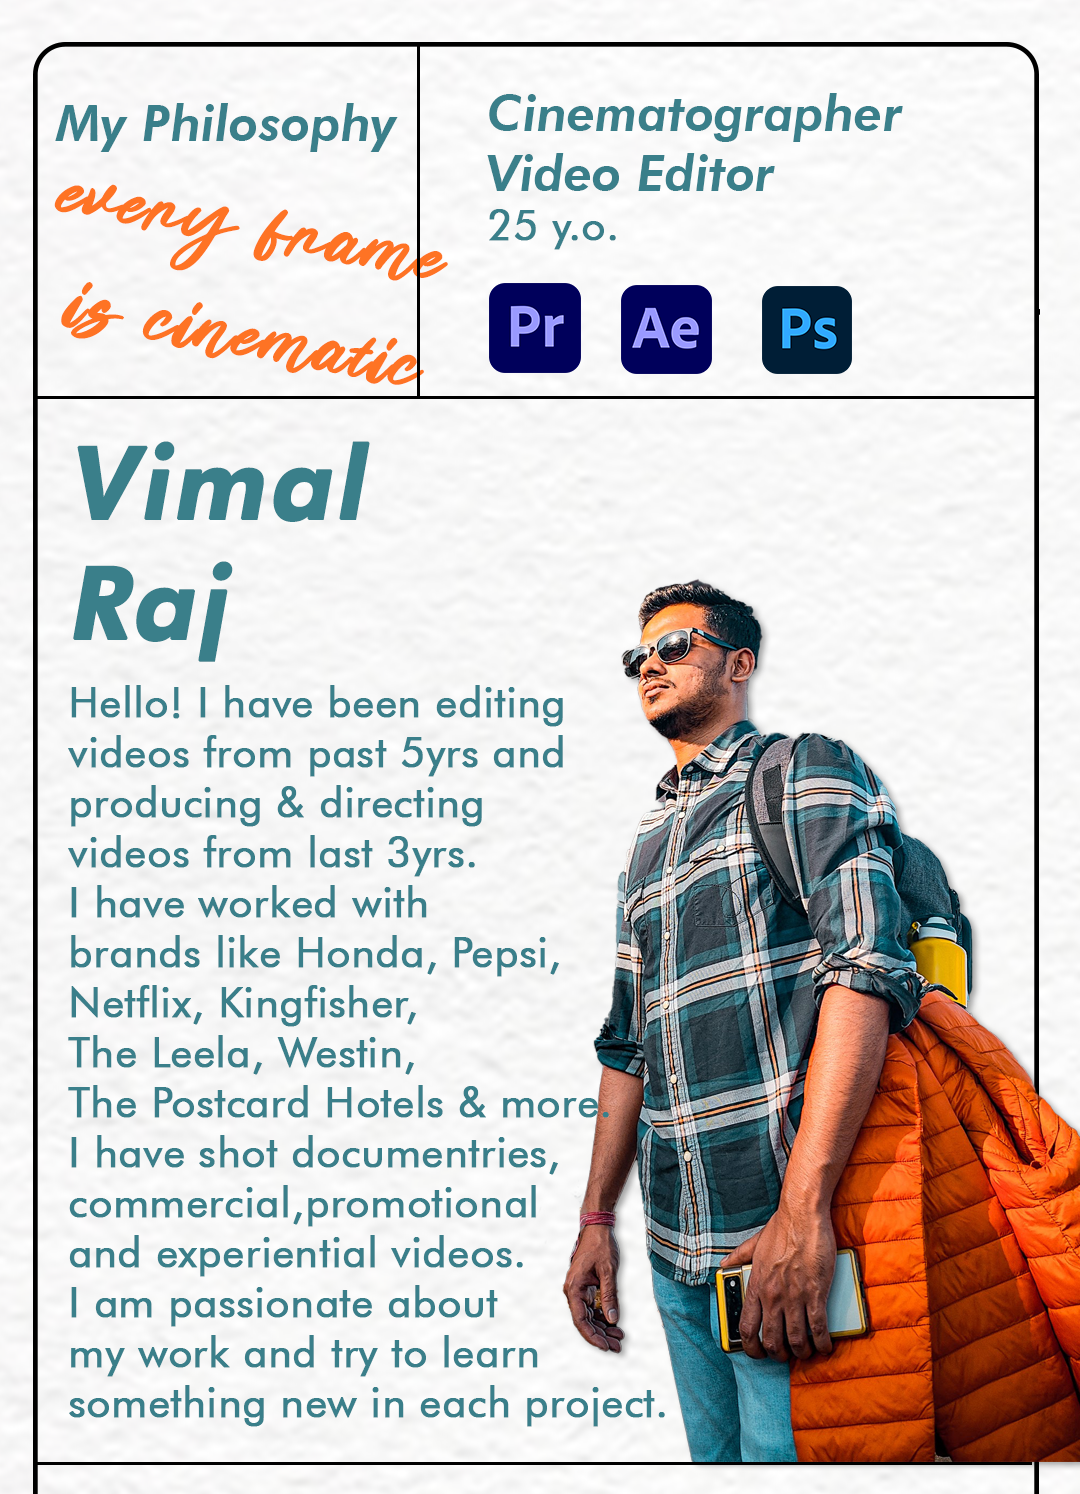 My Philosophy
every frame
is cinematic
Cinematographer
Video Editor
25 y.o.
Pr Ae Ps
Vimal
Raj
Hello! I have been editing
videos from past 5yrs and
producing & directing
videos from last 3yrs.
I have worked with
brands like Honda, Pepsi,
Netflix, Kingfisher,
The Leela, Westin,
The Postcard Hotels & more.
I have shot documentries,
commercial,promotional
and experiential videos.
I am passionate about
my work and try to learn
something new in each project.